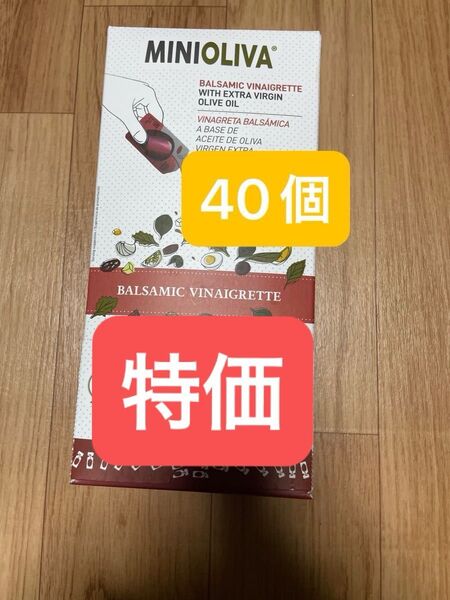 MINIOLIVA®
BALSAMIC VINAIGRETTE
WITH EXTRA VIRGIN
OLIVE OIL
VINAGRETA BALSÁMICA
A BASE DE
ACEITE DE OLIVA
VIRGEN EXTRA
40個
BALSAMIC VINAIGRETTE
特価